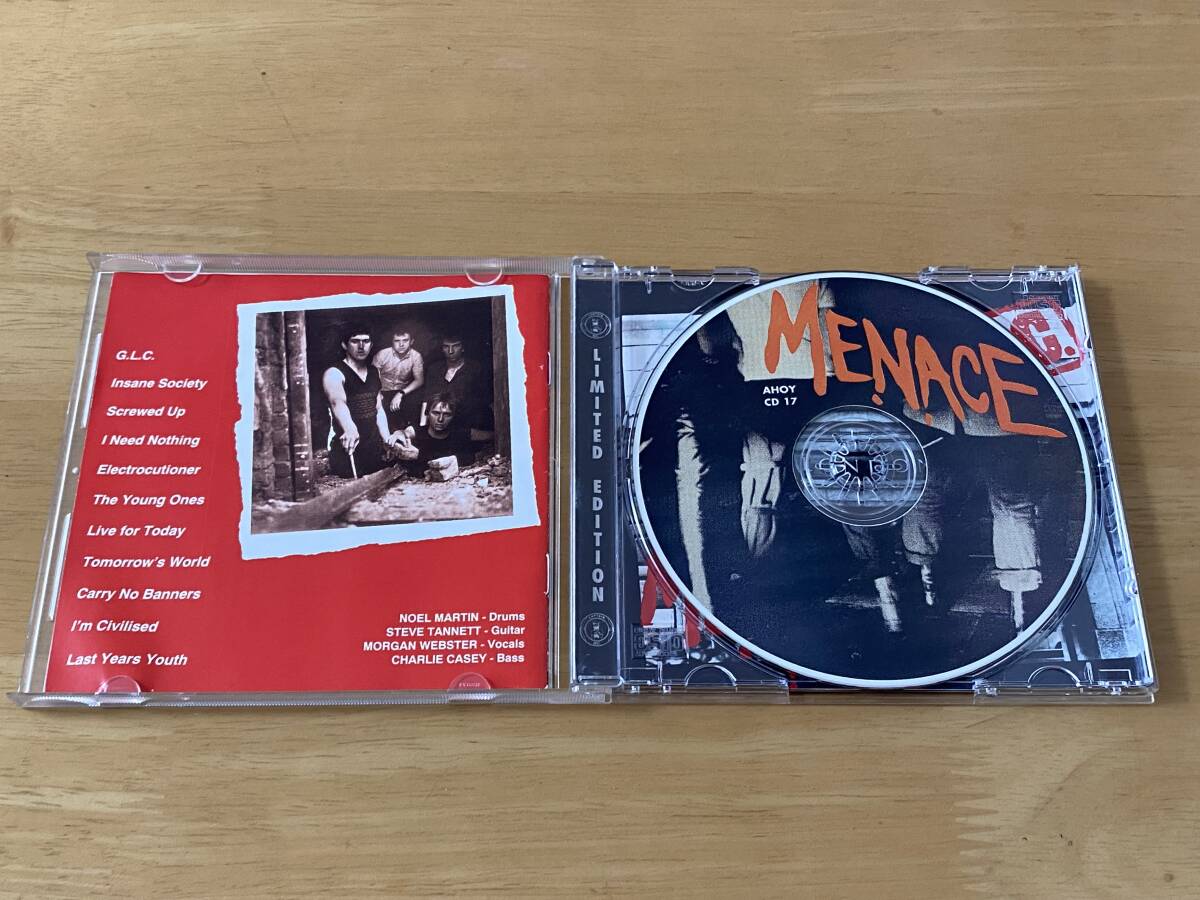 G.L.C.
Insane Society
Screwed Up
I Need Nothing
Electrocutioner
The Young Ones
Live for Today
Tomorrow's World
Carry No Banners
I'm Civilised
Last Years Youth
NOEL MARTIN - Drums
STEVE TANNETT - Guitar
MORGAN WEBSTER - Vocals
CHARLIE CASEY - Bass
LIMITED EDITION
MENACE
AHOY
CD 17
G.